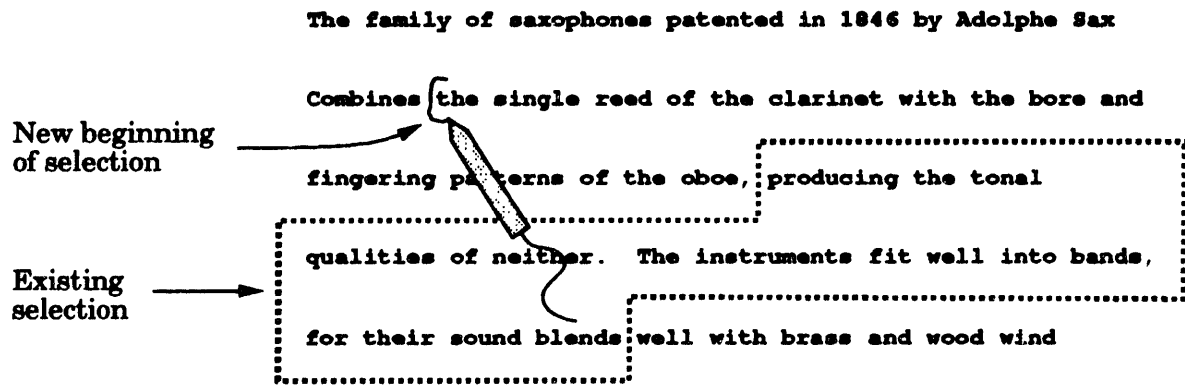 The family of saxophones patented in 1846 by Adolphe Sax
Combines the single reed of the clarinet with the bore and
New beginning
of selection
fingering patterns of the oboe, producing the tonal
qualities of neither.  The instruments fit well into bands,
Existing
selection
for their sound blends well with brass and wood wind